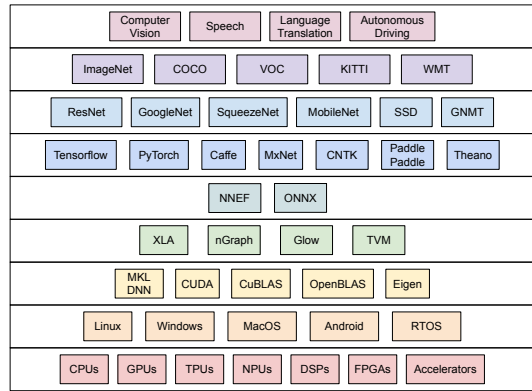 Computer Vision Speech Language Translation Autonomous Driving
ImageNet COCO VOC KITTI WMT
ResNet GoogleNet SqueezeNet MobileNet SSD GNMT
Tensorflow PyTorch Caffe MxNet CNTK Paddle Paddle Theano
NNEF ONNX
XLA nGraph Glow TVM
MKL DNN CUDA CuBLAS OpenBLAS Eigen
Linux Windows MacOS Android RTOS
CPUs GPUs TPUs NPUs DSPs FPGAs Accelerators